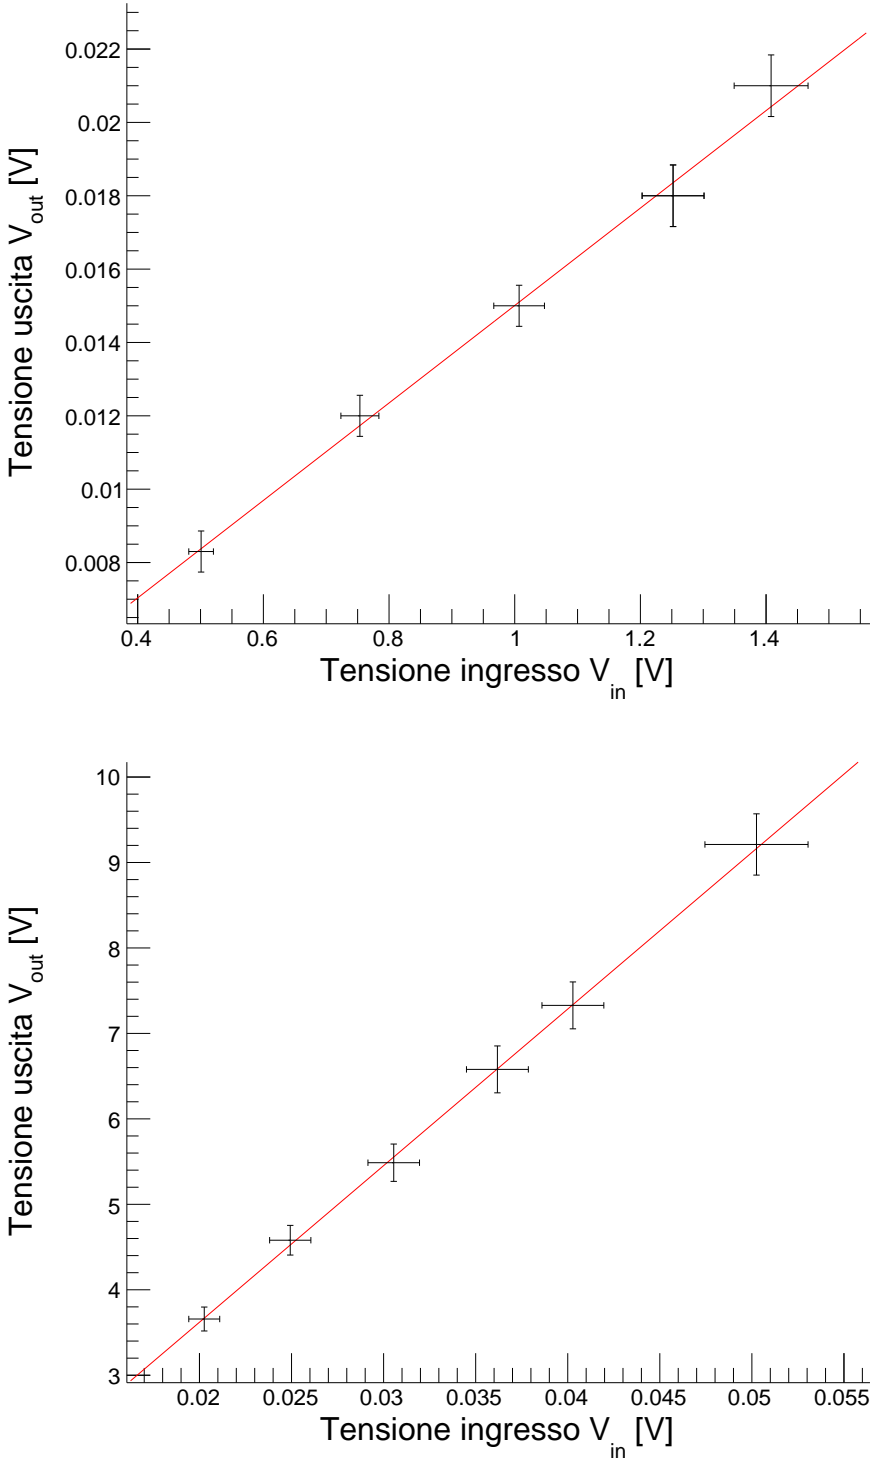 Tensione uscita V_out [V]
0.022
0.02
0.018
0.016
0.014
0.012
0.01
0.008
0.4 0.6 0.8 1 1.2 1.4
Tensione ingresso V_in [V]
Tensione uscita V_out [V]
10
9
8
7
6
5
4
3
0.02 0.025 0.03 0.035 0.04 0.045 0.05 0.055
Tensione ingresso V_in [V]